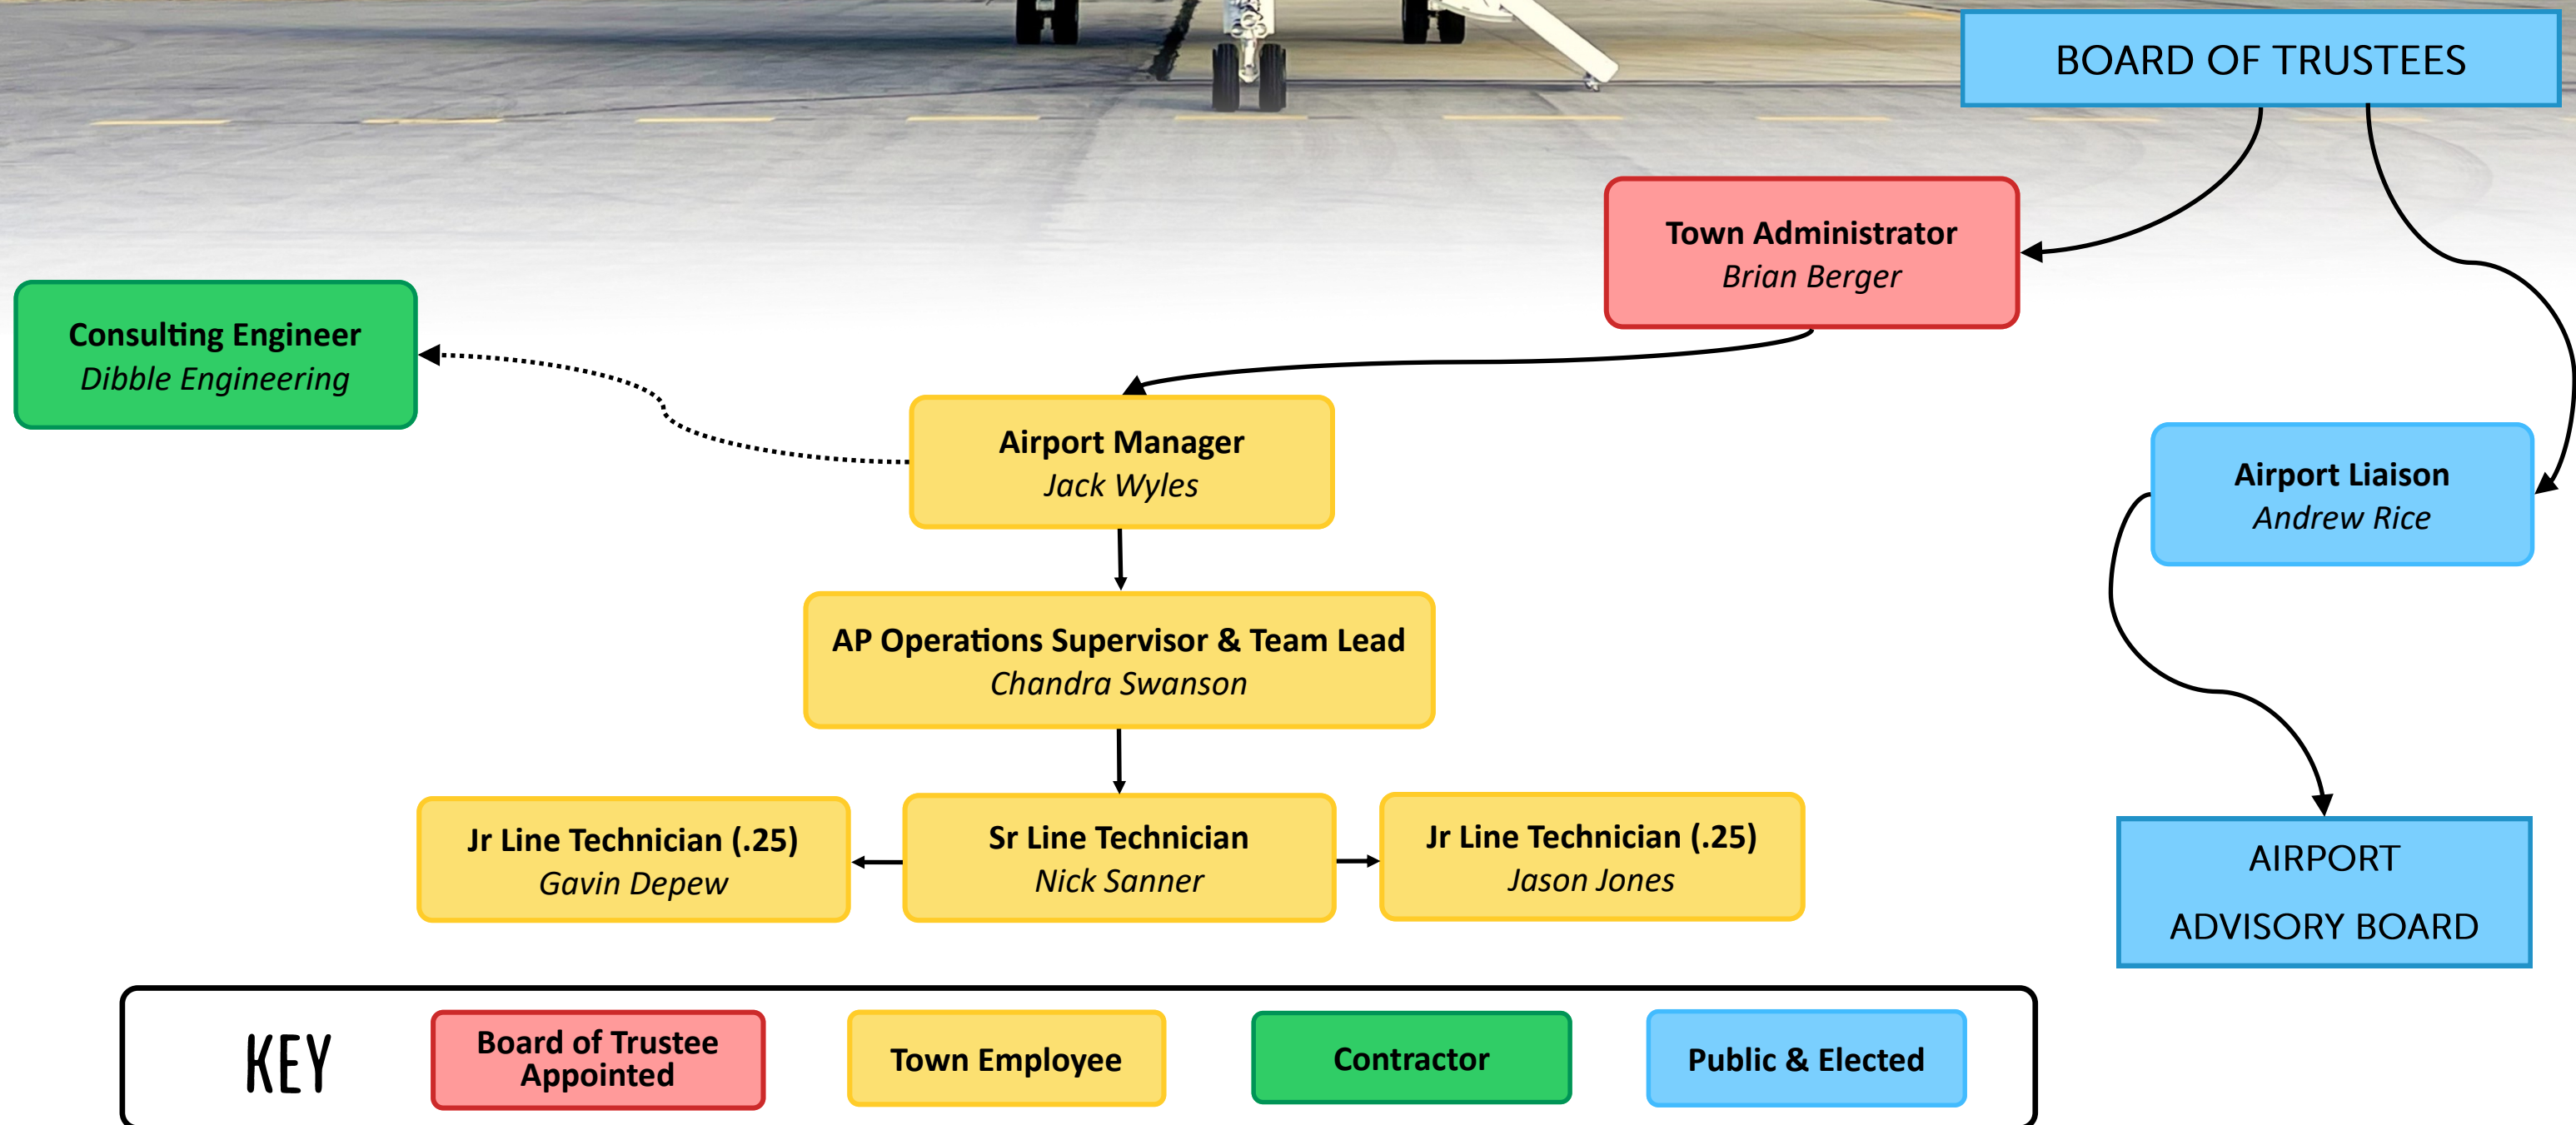 BOARD OF TRUSTEES
Town Administrator
Brian Berger
Consulting Engineer
Dibble Engineering
Airport Manager
Jack Wyles
Airport Liaison
Andrew Rice
AP Operations Supervisor & Team Lead
Chandra Swanson
Jr Line Technician (.25)
Gavin Depew
Sr Line Technician
Nick Sanner
Jr Line Technician (.25)
Jason Jones
AIRPORT
ADVISORY BOARD
KEY
Board of Trustee
Appointed
Town Employee
Contractor
Public & Elected